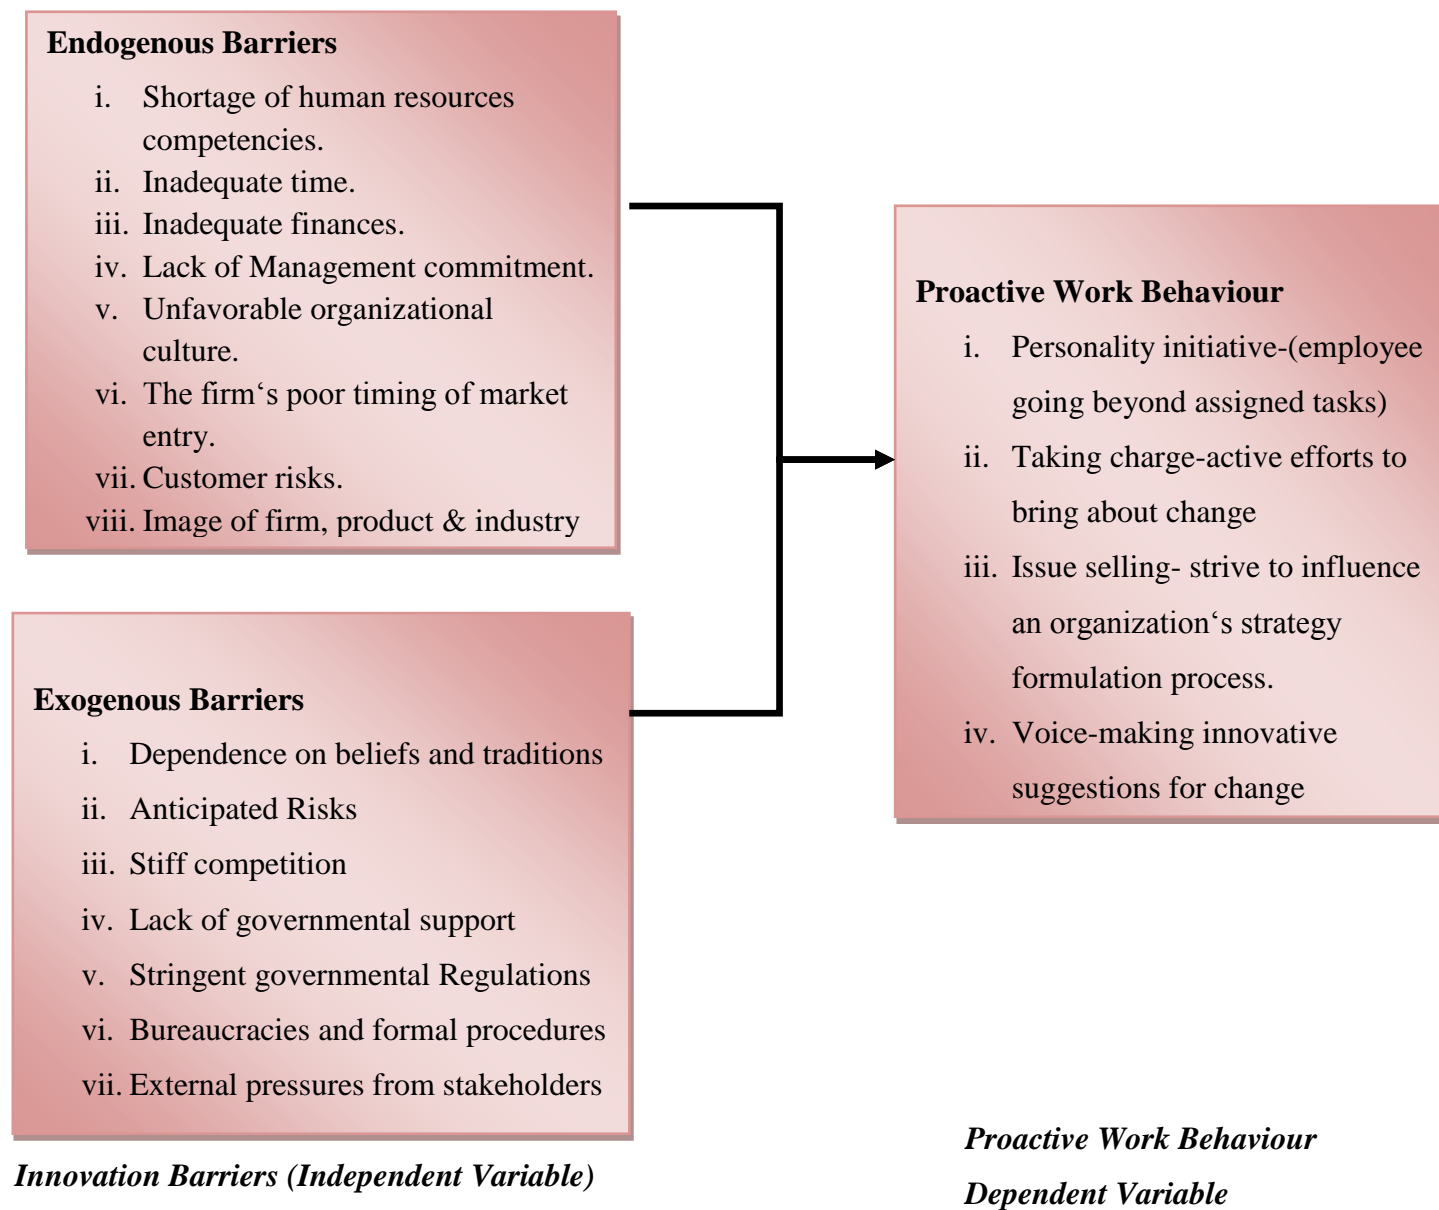 Endogenous Barriers
i. Shortage of human resources
competencies.
ii. Inadequate time.
iii. Inadequate finances.
iv. Lack of Management commitment.
v. Unfavorable organizational
culture.
vi. The firm‘s poor timing of market
entry.
vii. Customer risks.
viii. Image of firm, product & industry
Exogenous Barriers
i. Dependence on beliefs and traditions
ii. Anticipated Risks
iii. Stiff competition
iv. Lack of governmental support
v. Stringent governmental Regulations
vi. Bureaucracies and formal procedures
vii. External pressures from stakeholders
Innovation Barriers (Independent Variable)
Proactive Work Behaviour
i. Personality initiative-(employee
going beyond assigned tasks)
ii. Taking charge-active efforts to
bring about change
iii. Issue selling- strive to influence
an organization‘s strategy
formulation process.
iv. Voice-making innovative
suggestions for change
Proactive Work Behaviour
Dependent Variable